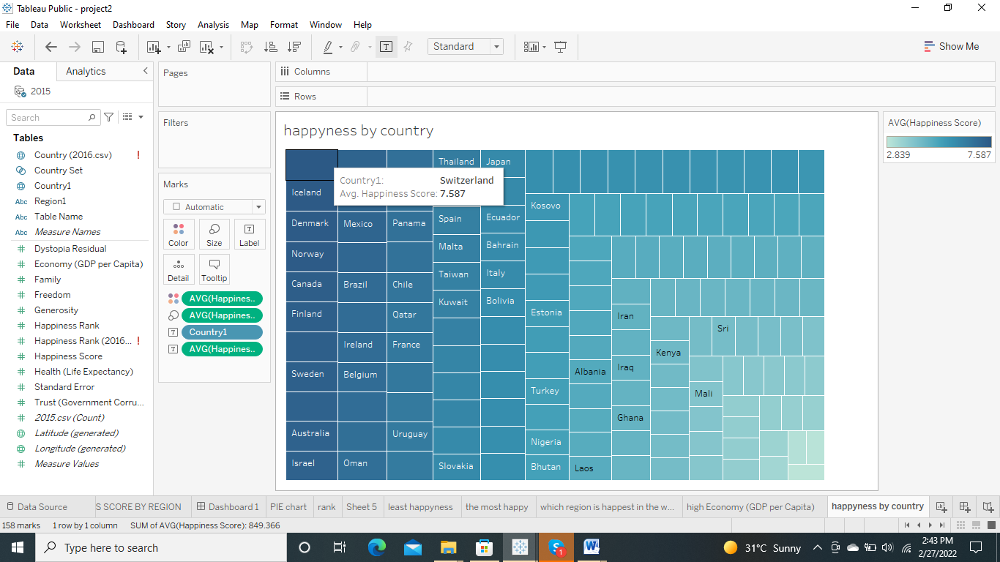 Tableau Public - project2
File Data Worksheet Dashboard Story Analysis Map Format Window Help
Standard
Show Me
Data Analytics
2015
Search
Tables
Country (2016.csv) !
Country Set
Country1
Abc Region1
Abc Table Name
Abc Measure Names
# Dystopia Residual
# Economy (GDP per Capita)
# Family
# Freedom
# Generosity
# Happiness Rank
# Happiness Rank (2016... !
# Happiness Score
# Health (Life Expectancy)
# Standard Error
# Trust (Government Corru...
# 2015.csv (Count)
Latitude (generated)
Longitude (generated)
# Measure Values
Pages
Filters
Marks
Automatic
Color Size Label
Detail Tooltip
AVG(Happines..
AVG(Happines..
Country1
AVG(Happines..
Columns
Rows
happyness by country
Country1: Switzerland
Avg. Happiness Score: 7.587
Iceland
Denmark
Norway
Canada
Finland
Sweden
Australia
Israel
Mexico
Brazil
Ireland
Belgium
Oman
Panama
Chile
Qatar
France
Uruguay
Thailand
Spain
Malta
Taiwan
Kuwait
Slovakia
Japan
Ecuador
Bahrain
Italy
Bolivia
Kosovo
Estonia
Turkey
Nigeria
Bhutan
Albania
Laos
Iran
Iraq
Ghana
Kenya
Mali
Sri
AVG(Happiness Score)
2.839 7.587
Data Source S SCORE BY REGION Dashboard 1 PIE chart rank Sheet 5 least happyness the most happy which region is happest in the w... high Economy (GDP per Capita) happyness by country
158 marks 1 row by 1 column SUM of AVG(Happiness Score): 849.366
Type here to search
1
31°C Sunny
2:43 PM
2/27/2022